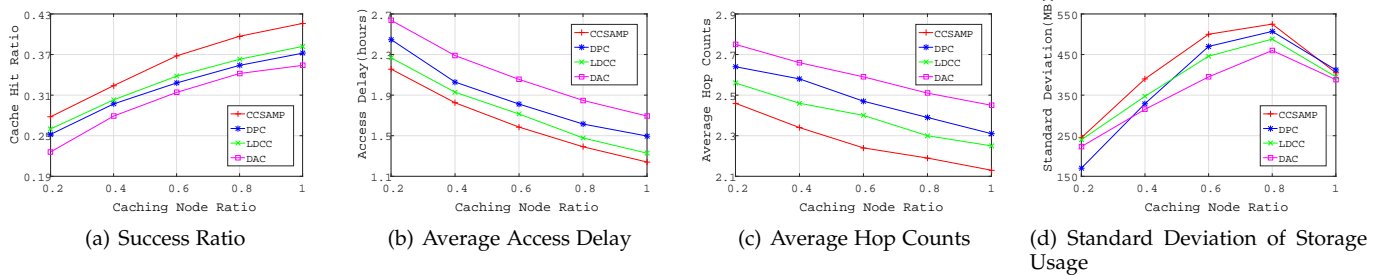 Cache Hit Ratio
0.43
0.37
0.31
0.25
0.19
0.2
0.4
0.6
0.8
1
Caching Node Ratio
CCSAMP
DPC
LDCC
DAC
(a) Success Ratio
Access Delay(hours)
2.7
2.3
1.9
1.5
1.1
0.2
0.4
0.6
0.8
1
Caching Node Ratio
CCSAMP
DPC
LDCC
DAC
(b) Average Access Delay
Average Hop Counts
2.9
2.7
2.5
2.3
2.1
0.2
0.4
0.6
0.8
1
Caching Node Ratio
CCSAMP
DPC
LDCC
DAC
(c) Average Hop Counts
Standard Deviation(MB)
550
450
350
250
150
0.2
0.4
0.6
0.8
1
Caching Node Ratio
CCSAMP
DPC
LDCC
DAC
(d) Standard Deviation of Storage
Usage